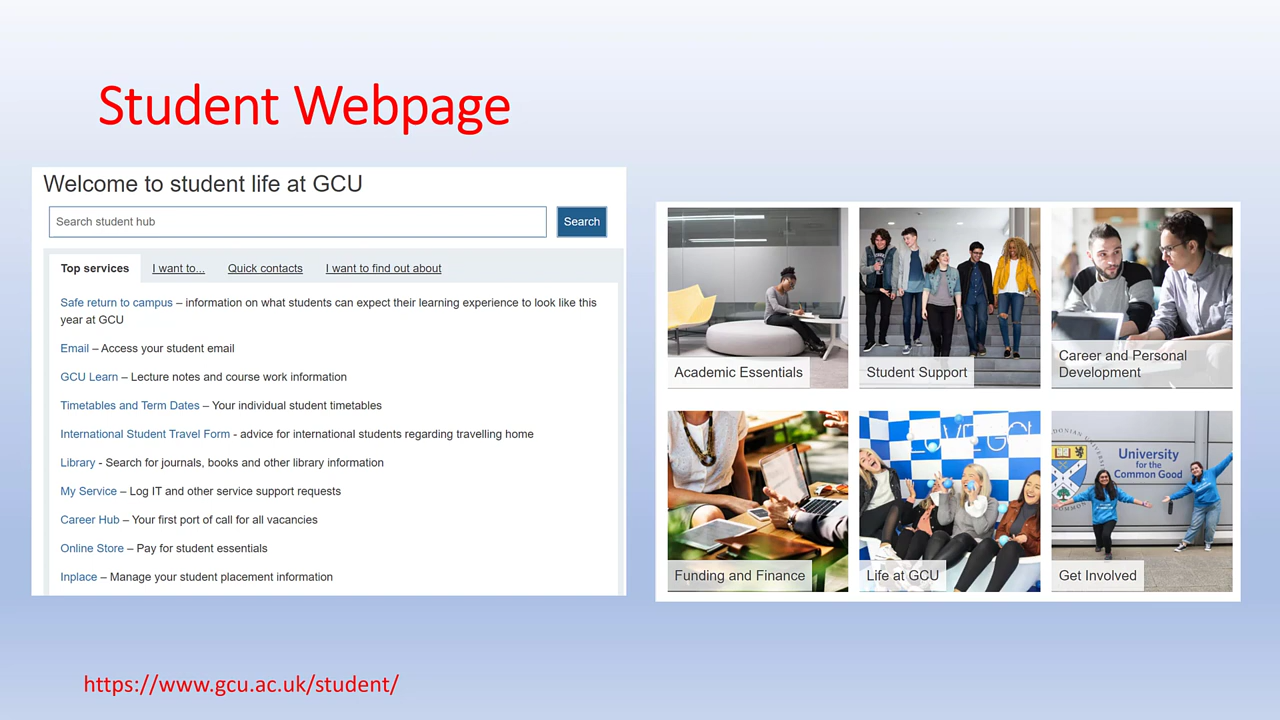 Student Webpage
Welcome to student life at GCU
Search student hub
Search
Top services
I want to...
Quick contacts
I want to find out about
Safe return to campus – information on what students can expect their learning experience to look like this
year at GCU
Email – Access your student email
GCU Learn – Lecture notes and course work information
Timetables and Term Dates – Your individual student timetables
International Student Travel Form - advice for international students regarding travelling home
Library - Search for journals, books and other library information
My Service – Log IT and other service support requests
Career Hub – Your first port of call for all vacancies
Online Store – Pay for student essentials
Inplace – Manage your student placement information
Academic Essentials
Student Support
Career and Personal
Development
Funding and Finance
Life at GCU
University
for the
Common Good
Get Involved
https://www.gcu.ac.uk/student/